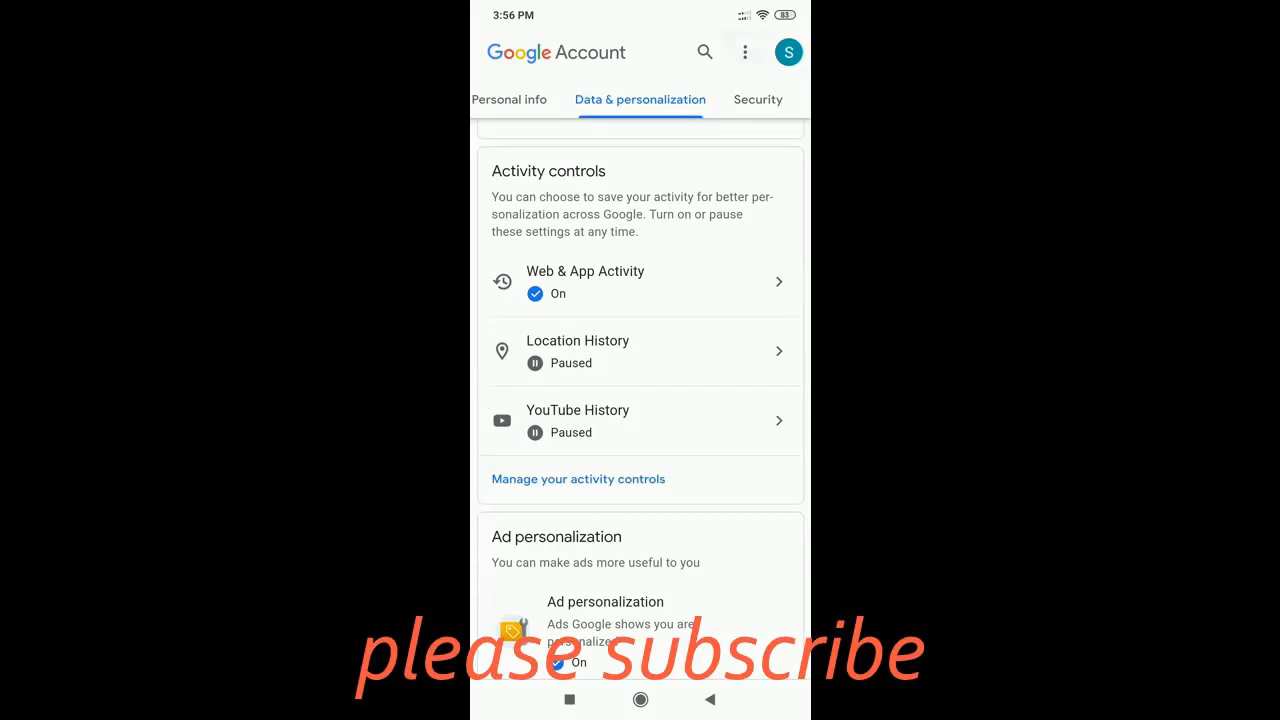 3:56 PM
83
Google Account
S
Personal info
Data & personalization
Security
Activity controls
You can choose to save your activity for better per-
sonalization across Google. Turn on or pause
these settings at any time.
Web & App Activity
On
Location History
Paused
YouTube History
Paused
Manage your activity controls
Ad personalization
You can make ads more useful to you
Ad personalization
Ads Google shows you are
personalized
On
please subscribe